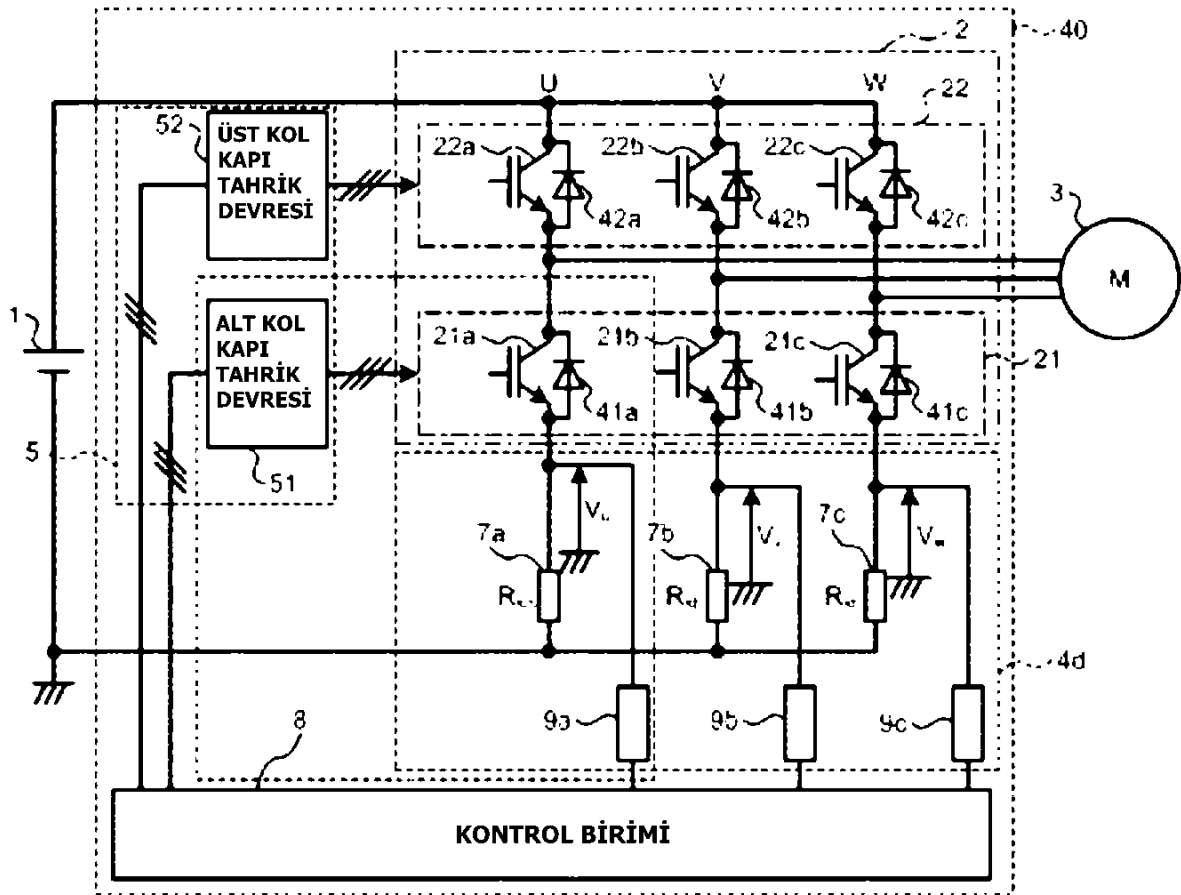 2
40
U
V
W
22
52
ÜST KOL
KAPI
TAHRİK
DEVRESİ
22a
22b
22c
42a
42b
42c
3
M
1
ALT KOL
KAPI
TAHRİK
DEVRESİ
21a
21b
21c
21
41a
41b
41c
5
51
7a
7b
7c
4d
9a
9b
9c
8
KONTROL BİRİMİ